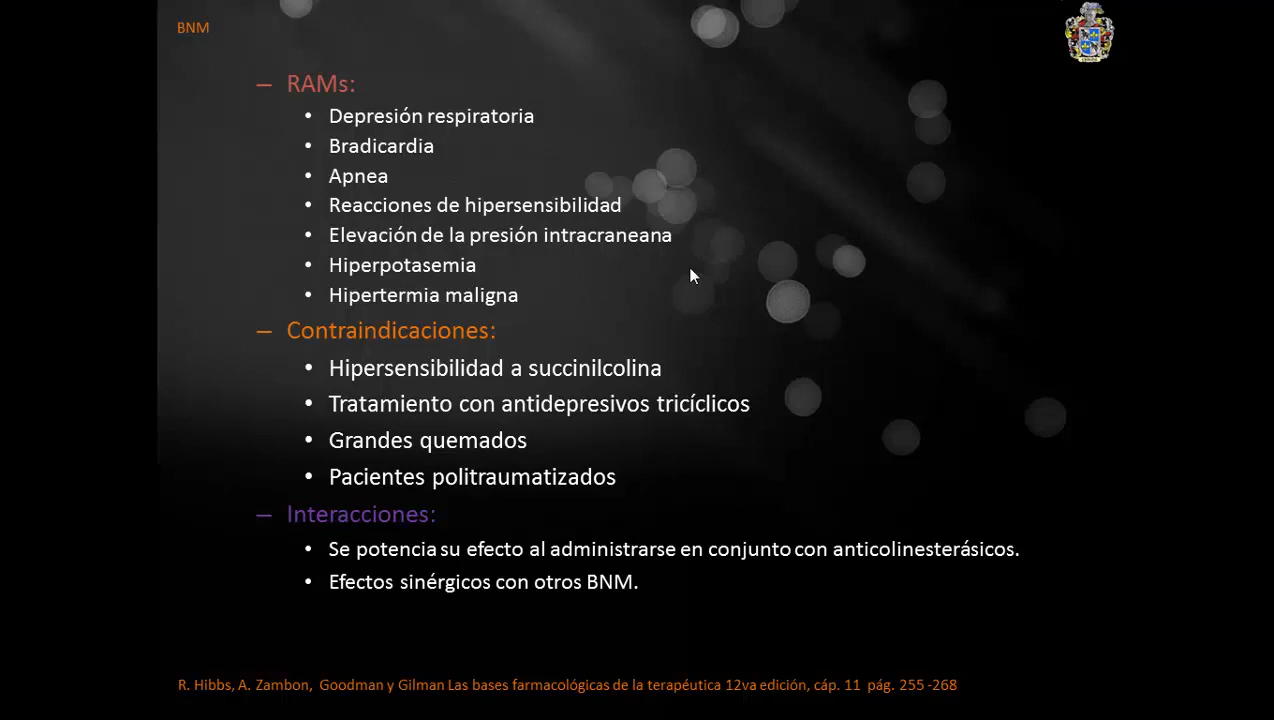 BNM
– RAMs:
• Depresión respiratoria
• Bradicardia
• Apnea
• Reacciones de hipersensibilidad
• Elevación de la presión intracraneana
• Hiperpotasemia
• Hipertermia maligna
– Contraindicaciones:
• Hipersensibilidad a succinilcolina
• Tratamiento con antidepresivos tricíclicos
• Grandes quemados
• Pacientes politraumatizados
– Interacciones:
• Se potencia su efecto al administrarse en conjunto con anticolinesterásicos.
• Efectos sinérgicos con otros BNM.
R. Hibbs, A. Zambon, Goodman y Gilman Las bases farmacológicas de la terapéutica 12va edición, cáp. 11 pág. 255 -268